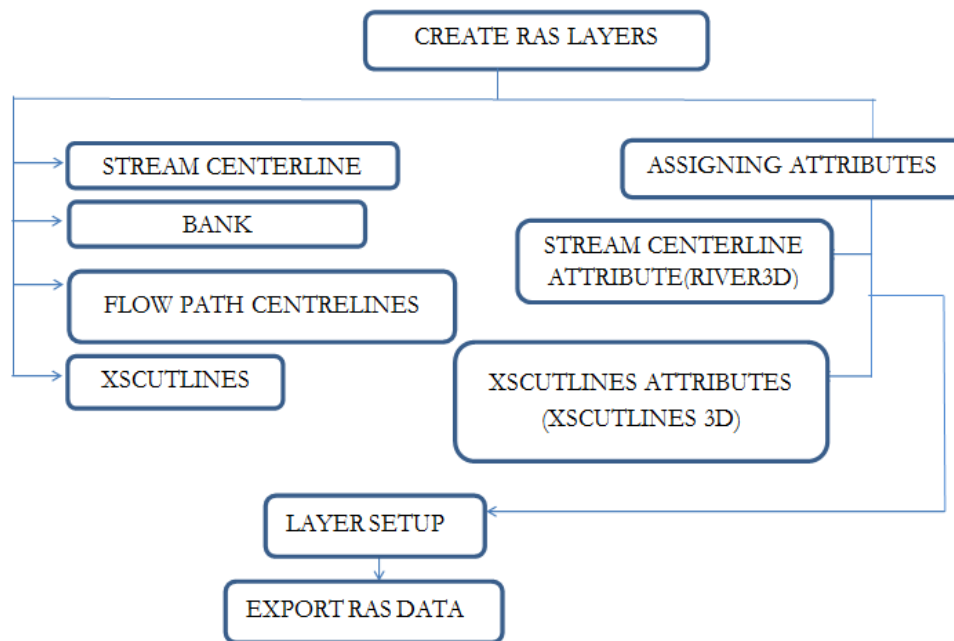 CREATE RAS LAYERS
STREAM CENTERLINE
BANK
FLOW PATH CENTRELINES
XSCUTLINES
ASSIGNING ATTRIBUTES
STREAM CENTERLINE
ATTRIBUTE(RIVER3D)
XSCUTLINES ATTRIBUTES
(XSCUTLINES 3D)
LAYER SETUP
EXPORT RAS DATA